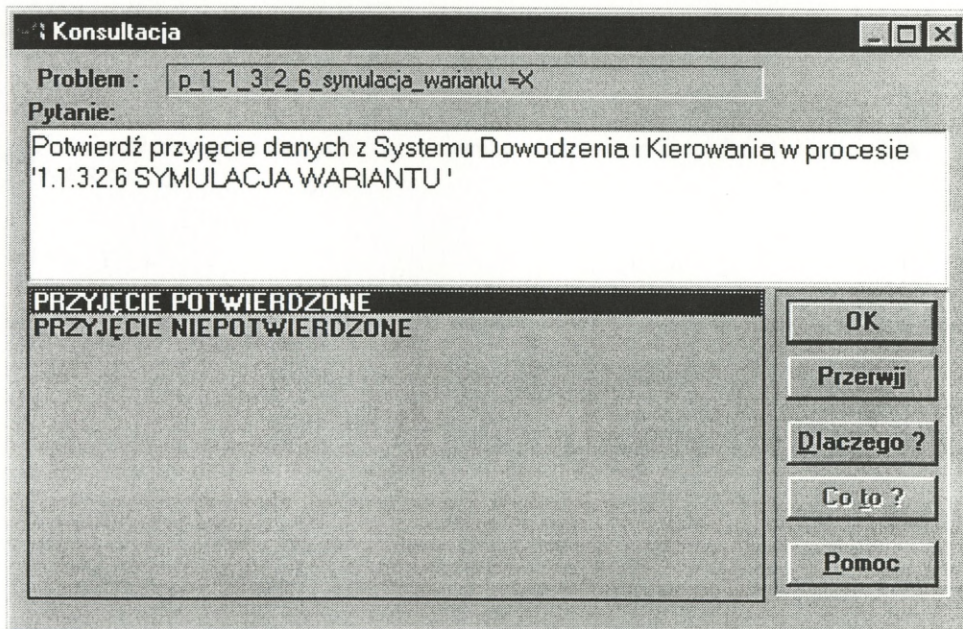 Konsultacja
Problem :
p_1_1_3_2_6_symulacja_wariantu =X
Pytanie:
Potwierdź przyjęcie danych z Systemu Dowodzenia i Kierowania w procesie
'1.1.3.2.6 SYMULACJA WARIANTU '
PRZYJĘCIE POTWIERDZONE
PRZYJĘCIE NIEPOTWIERDZONE
OK
Przerwij
Dlaczego ?
Co to ?
Pomoc